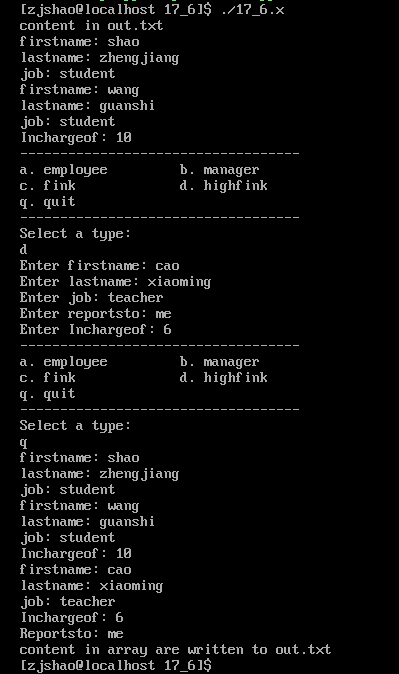 [zjshao@localhost 17_6]$ ./17_6.x
content in out.txt
firstname: shao
lastname: zhengjiang
job: student
firstname: wang
lastname: guanshi
job: student
Inchargeof: 10
-----------------------------------
a. employee         b. manager
c. fink             d. highfink
q. quit
-----------------------------------
Select a type:
d
Enter firstname: cao
Enter lastname: xiaoming
Enter job: teacher
Enter reportsto: me
Enter Inchargeof: 6
-----------------------------------
a. employee         b. manager
c. fink             d. highfink
q. quit
-----------------------------------
Select a type:
q
firstname: shao
lastname: zhengjiang
job: student
firstname: wang
lastname: guanshi
job: student
Inchargeof: 10
firstname: cao
lastname: xiaoming
job: teacher
Inchargeof: 6
Reportsto: me
content in array are written to out.txt
[zjshao@localhost 17_6]$